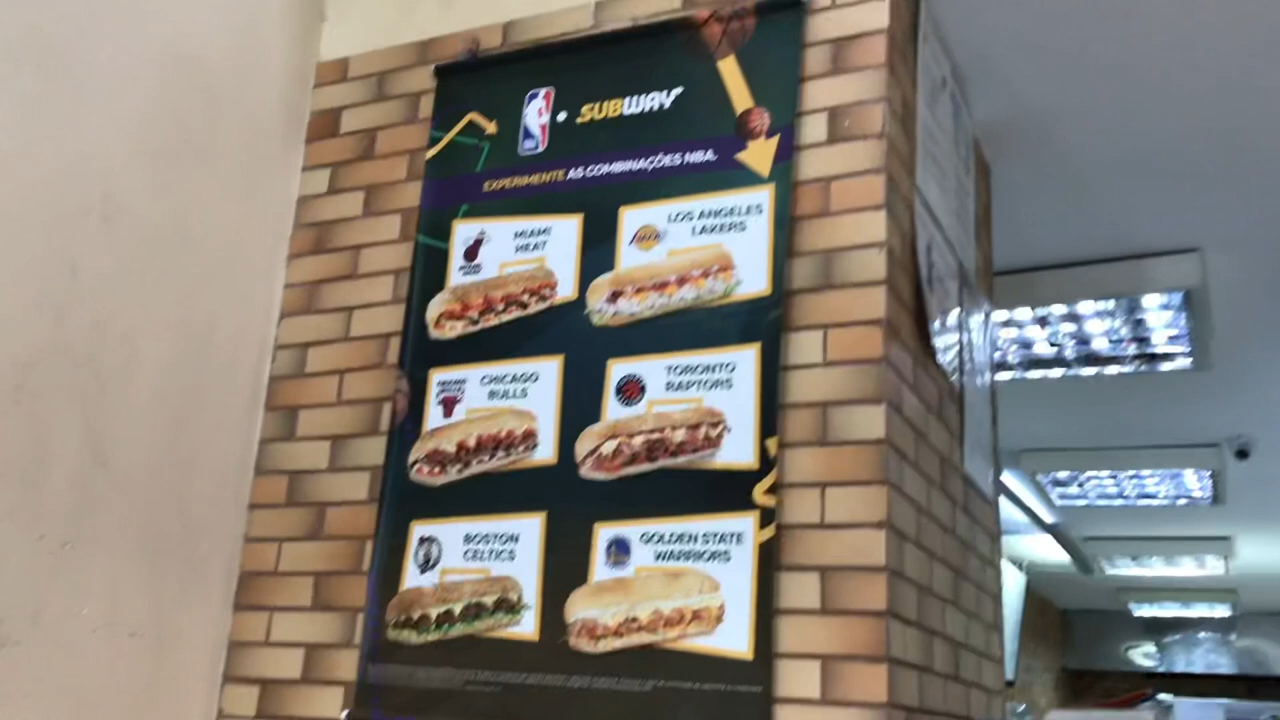 SUBWAY
EXPERIMENTE AS COMBINAÇÕES NBA.
MIAMI
HEAT
LOS ANGELES
LAKERS
CHICAGO
BULLS
TORONTO
RAPTORS
BOSTON
CELTICS
GOLDEN STATE
WARRIORS